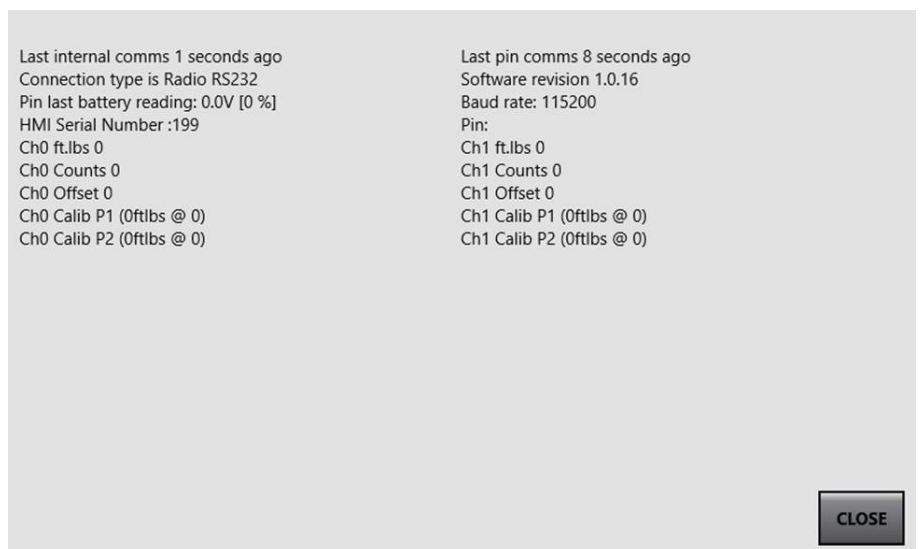 Last internal comms 1 seconds ago
Connection type is Radio RS232
Pin last battery reading: 0.0V [0 %]
HMI Serial Number :199
Ch0 ft.lbs 0
Ch0 Counts 0
Ch0 Offset 0
Ch0 Calib P1 (0ftlbs @ 0)
Ch0 Calib P2 (0ftlbs @ 0)
Last pin comms 8 seconds ago
Software revision 1.0.16
Baud rate: 115200
Pin:
Ch1 ft.lbs 0
Ch1 Counts 0
Ch1 Offset 0
Ch1 Calib P1 (0ftlbs @ 0)
Ch1 Calib P2 (0ftlbs @ 0)
CLOSE